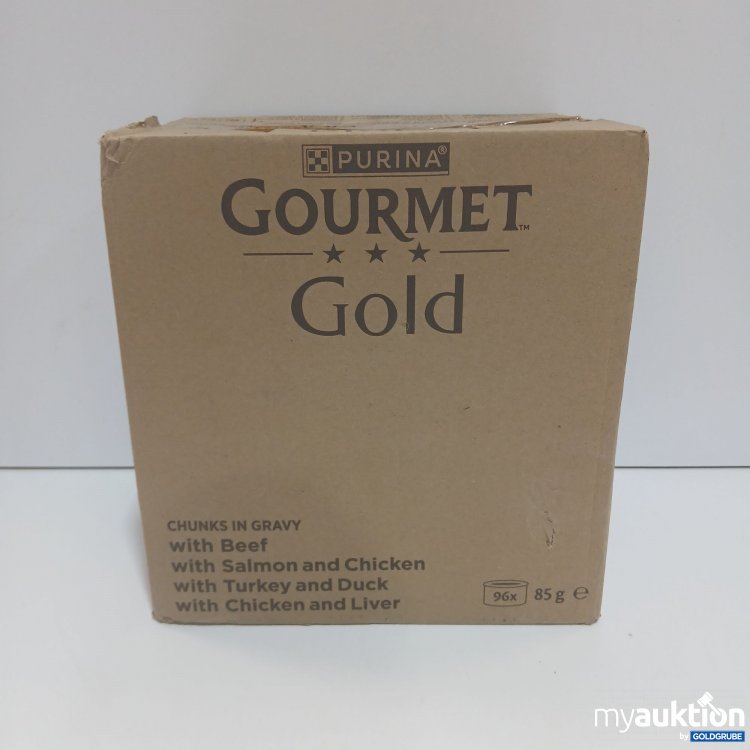 PURINA®
GOURMET™
Gold
CHUNKS IN GRAVY
with Beef
with Salmon and Chicken
with Turkey and Duck
with Chicken and Liver
96x 85 g ℮
myauktion
by GOLDGRUBE